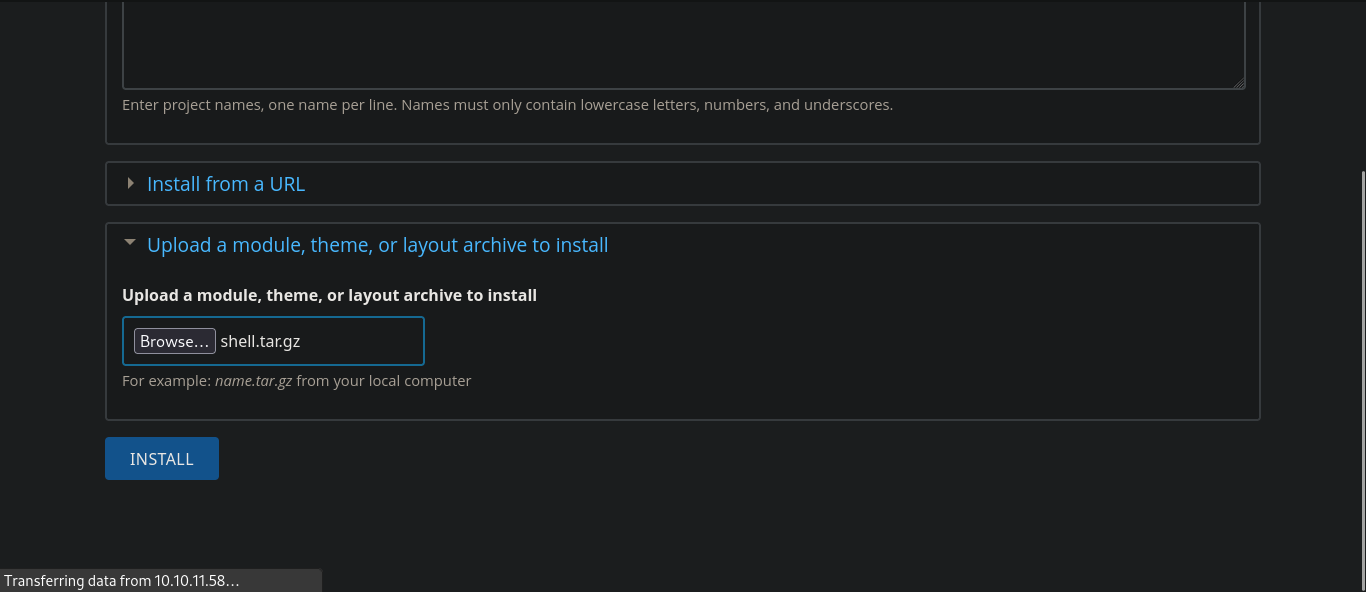 Enter project names, one name per line. Names must only contain lowercase letters, numbers, and underscores.
Install from a URL
Upload a module, theme, or layout archive to install
Upload a module, theme, or layout archive to install
Browse… shell.tar.gz
For example: name.tar.gz from your local computer
INSTALL
Transferring data from 10.10.11.58…